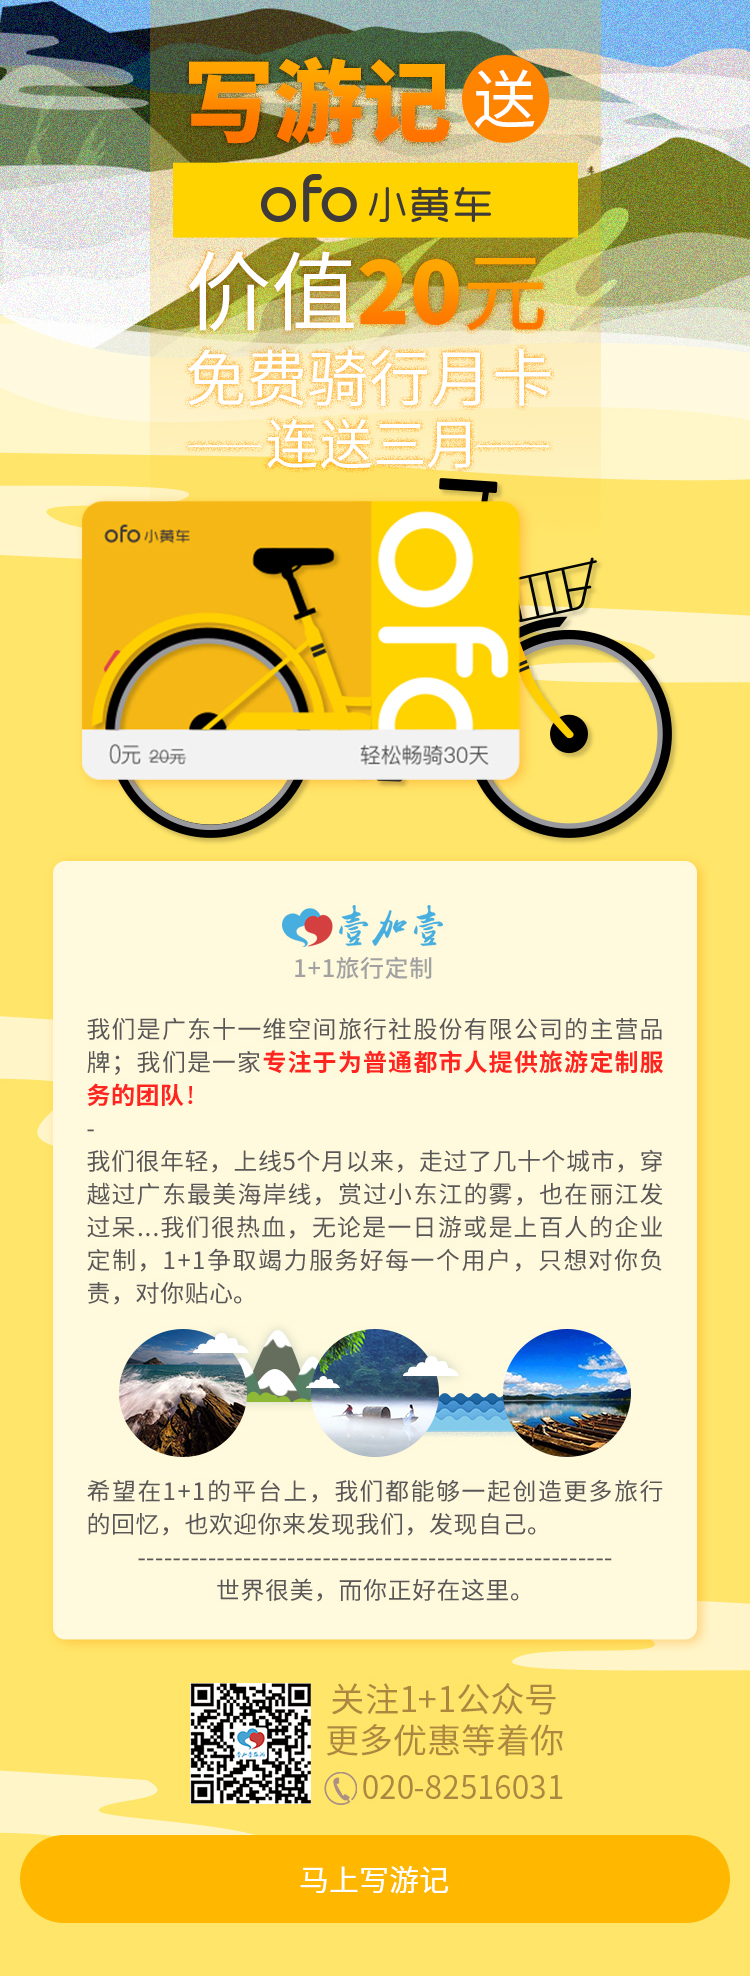 写游记 送
ofo 小黄车
价值20元
免费骑行月卡
连送三月
ofo 小黄车
ofo
0元 20元 轻松畅骑30天
壹加壹
1+1旅行定制
我们是广东十一维空间旅行社股份有限公司的主营品
牌；我们是一家专注于为普通都市人提供旅游定制服
务的团队！
-
我们很年轻，上线5个月以来，走过了几十个城市，穿
越过广东最美海岸线，赏过小东江的雾，也在丽江发
过呆...我们很热血，无论是一日游或是上百人的企业
定制，1+1争取竭力服务好每一个用户，只想对你负
责，对你贴心。
希望在1+1的平台上，我们都能够一起创造更多旅行
的回忆，也欢迎你来发现我们，发现自己。
------------------------------------------------------
世界很美，而你正好在这里。
关注1+1公众号
更多优惠等着你
020-82516031
马上写游记